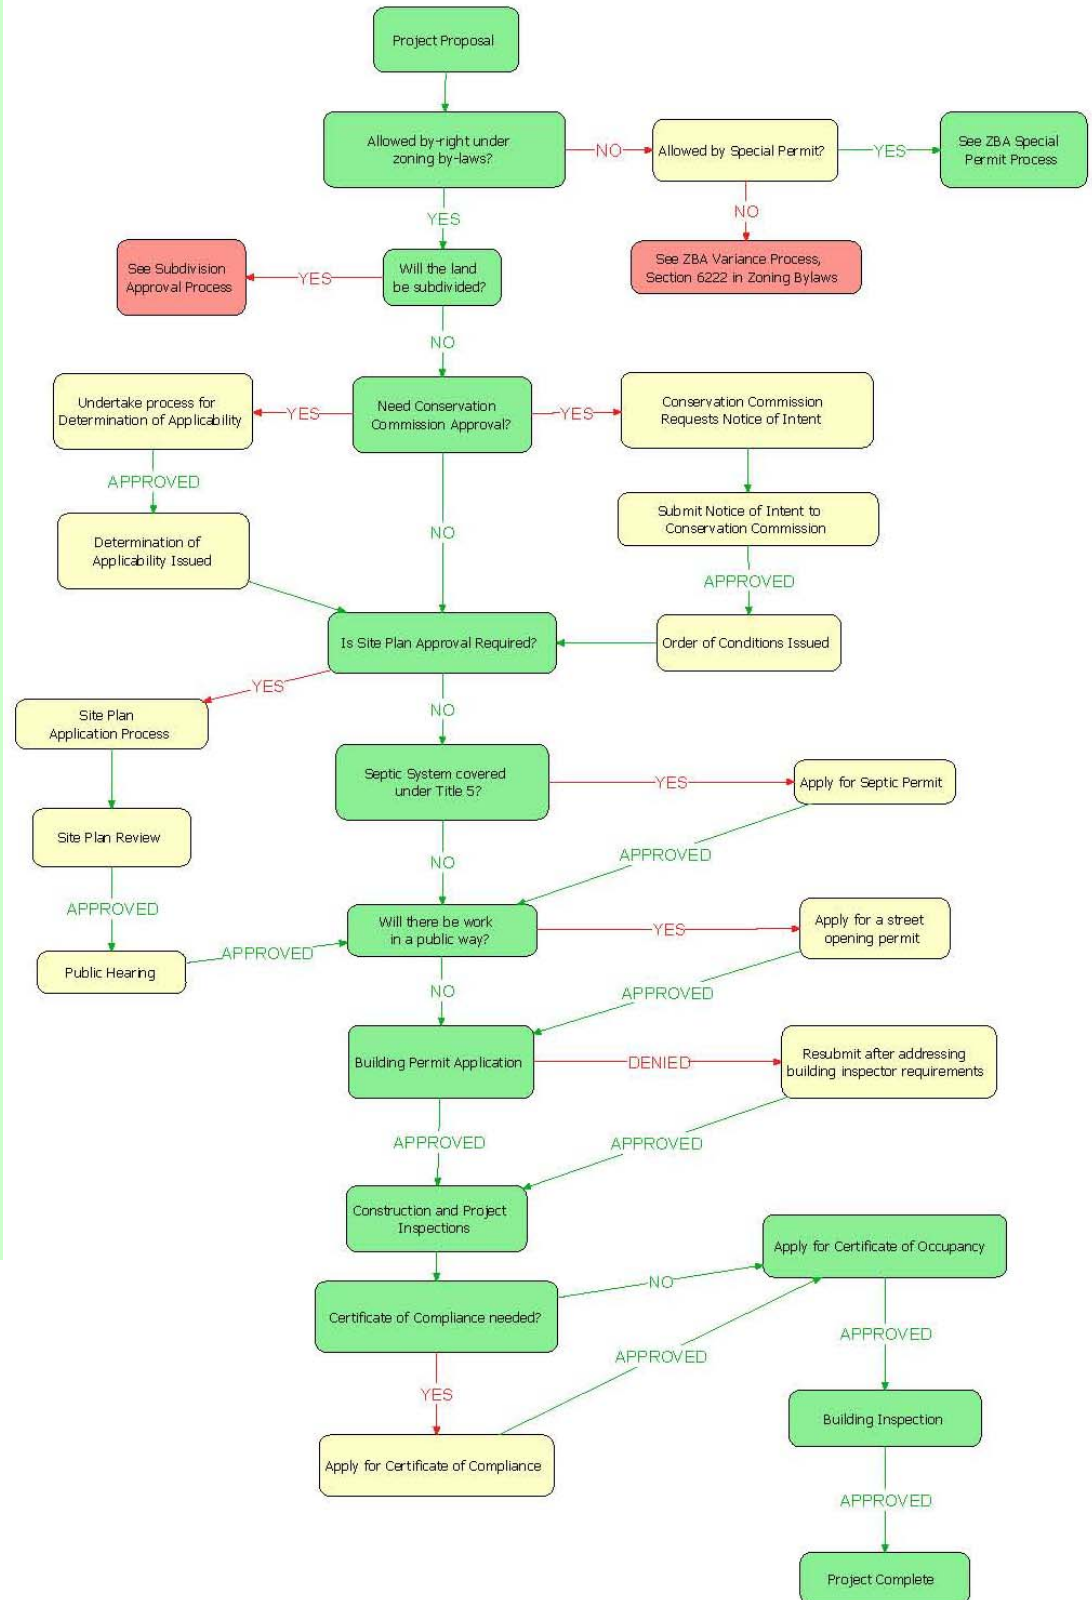 Project Proposal
Allowed by-right under
zoning by-laws?
NO
Allowed by Special Permit?
YES
See ZBA Special
Permit Process
YES
NO
See ZBA Variance Process,
Section 6222 in Zoning Bylaws
See Subdivision
Approval Process
YES
Will the land
be subdivided?
NO
Undertake process for
Determination of Applicability
YES
Need Conservation
Commission Approval?
YES
Conservation Commission
Requests Notice of Intent
APPROVED
Submit Notice of Intent to
Conservation Commission
Determination of
Applicability Issued
NO
APPROVED
Is Site Plan Approval Required?
Order of Conditions Issued
YES
NO
Site Plan
Application Process
Septic System covered
under Title 5?
YES
Apply for Septic Permit
Site Plan Review
NO
APPROVED
APPROVED
Will there be work
in a public way?
YES
Apply for a street
opening permit
Public Hearing
APPROVED
NO
APPROVED
Building Permit Application
DENIED
Resubmit after addressing
building inspector requirements
APPROVED
APPROVED
Construction and Project
Inspections
Apply for Certificate of Occupancy
NO
Certificate of Compliance needed?
APPROVED
APPROVED
YES
Building Inspection
Apply for Certificate of Compliance
APPROVED
Project Complete